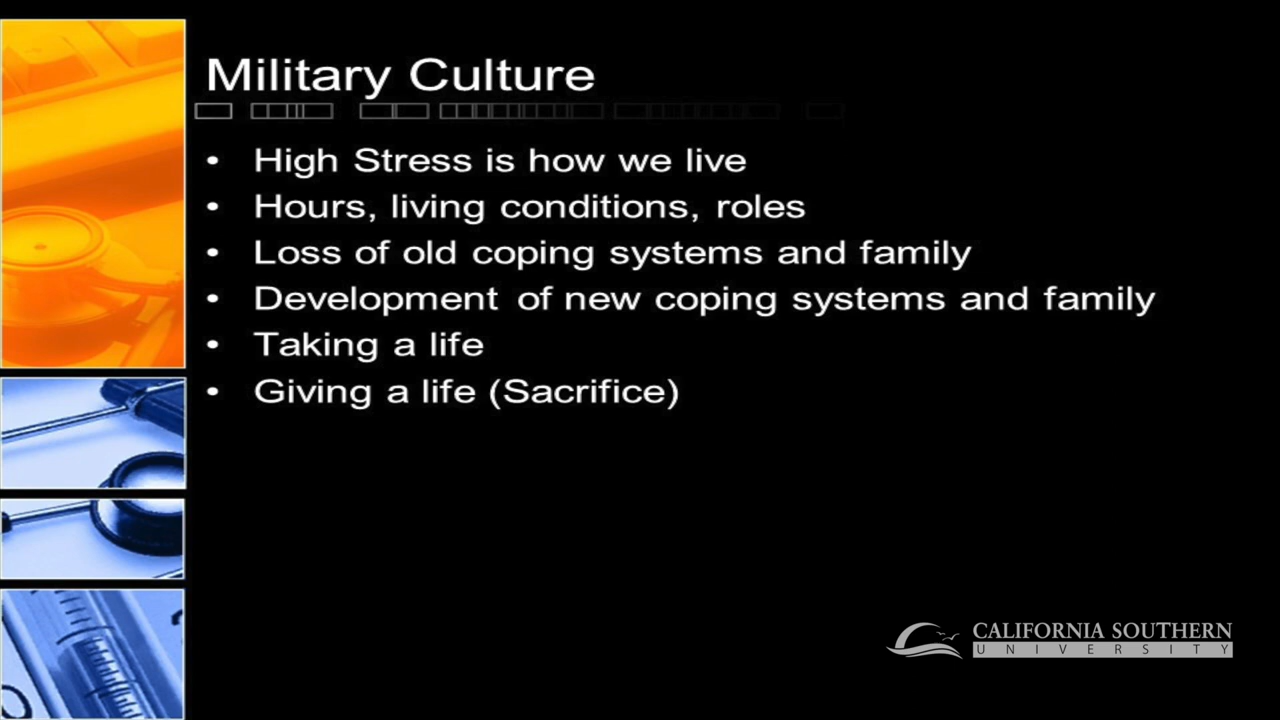 Military Culture
• High Stress is how we live
• Hours, living conditions, roles
• Loss of old coping systems and family
• Development of new coping systems and family
• Taking a life
• Giving a life (Sacrifice)
CALIFORNIA SOUTHERN
UNIVERSITY